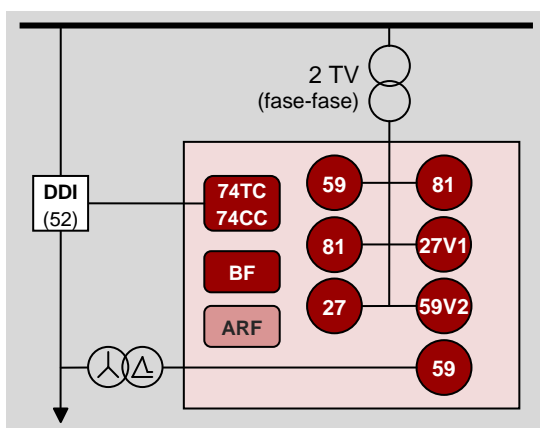 2 TV
(fase-fase)
DDI
(52)
74TC
74CC
59
81
81
27V1
BF
27
59V2
ARF
59